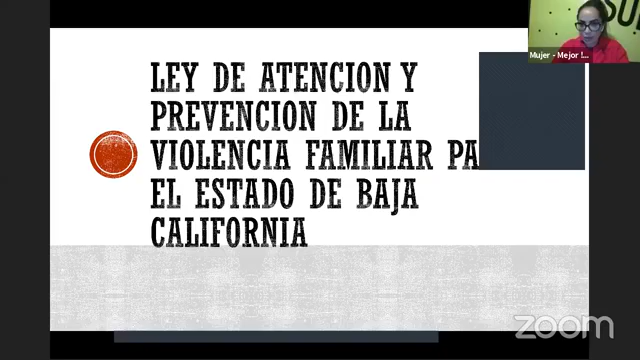 LEY DE ATENCION Y
PREVENCION DE LA
VIOLENCIA FAMILIAR PA
EL ESTADO DE BAJA
CALIFORNIA
Mujer - Mejor !...
zoom